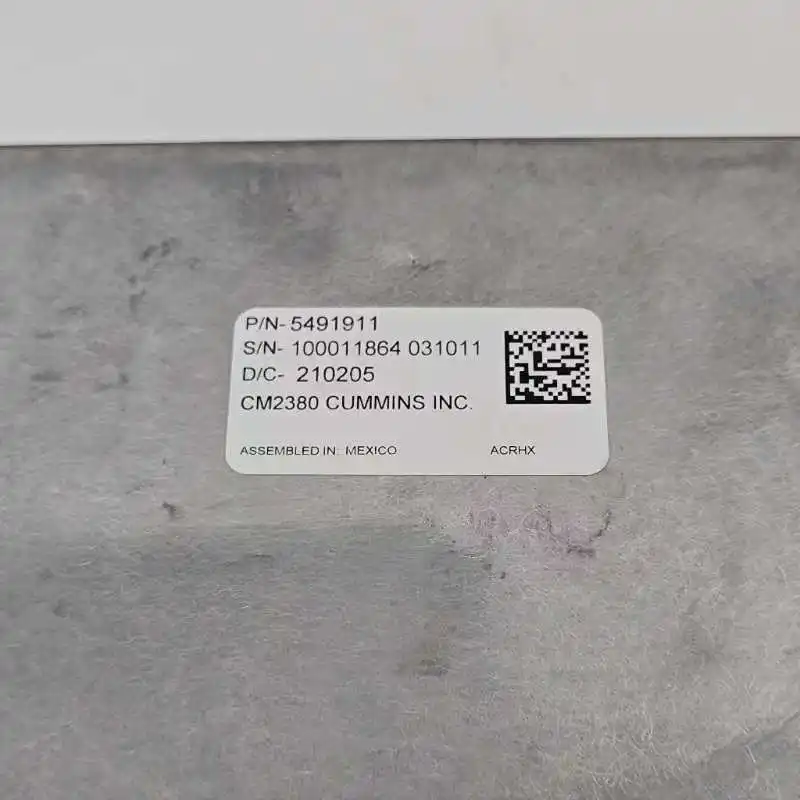 P/N- 5491911
S/N- 100011864 031011
D/C- 210205
CM2380 CUMMINS INC.
ASSEMBLED IN: MEXICO ACRHX